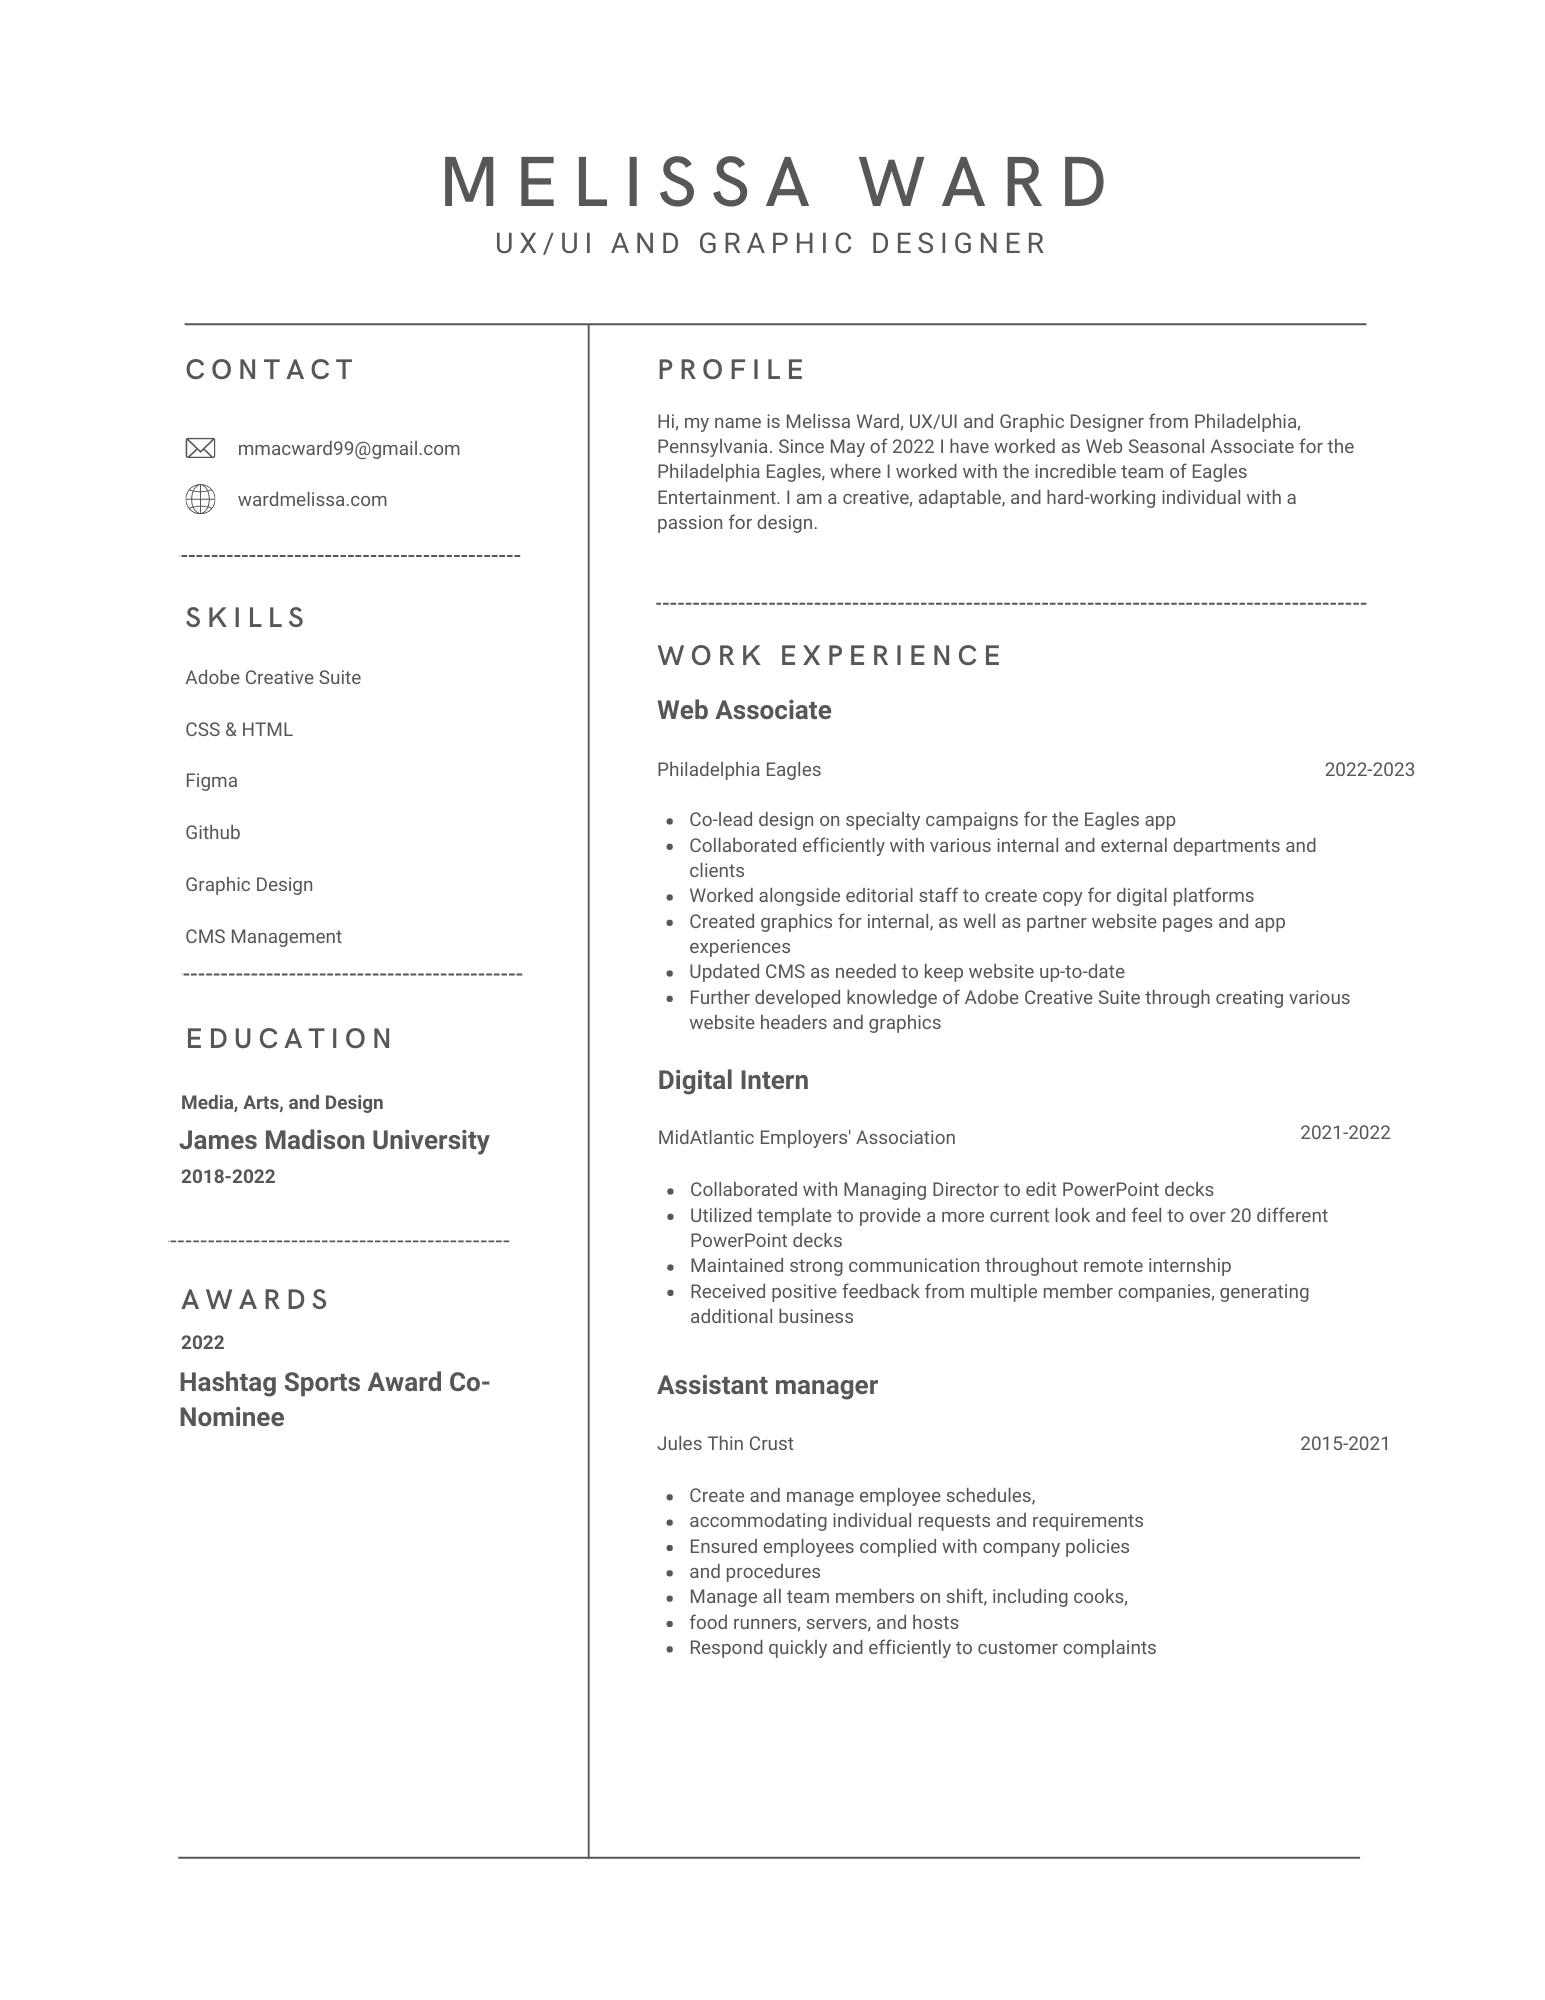 MELISSA WARD
UX/UI AND GRAPHIC DESIGNER
CONTACT
mmacward99@gmail.com
wardmelissa.com
SKILLS
Adobe Creative Suite
CSS & HTML
Figma
Github
Graphic Design
CMS Management
EDUCATION
Media, Arts, and Design
James Madison University
2018-2022
AWARDS
2022
Hashtag Sports Award Co-
Nominee
PROFILE
Hi, my name is Melissa Ward, UX/UI and Graphic Designer from Philadelphia,
Pennsylvania. Since May of 2022 I have worked as Web Seasonal Associate for the
Philadelphia Eagles, where I worked with the incredible team of Eagles
Entertainment. I am a creative, adaptable, and hard-working individual with a
passion for design.
WORK EXPERIENCE
Web Associate
Philadelphia Eagles 2022-2023
• Co-lead design on specialty campaigns for the Eagles app
• Collaborated efficiently with various internal and external departments and
clients
• Worked alongside editorial staff to create copy for digital platforms
• Created graphics for internal, as well as partner website pages and app
experiences
• Updated CMS as needed to keep website up-to-date
• Further developed knowledge of Adobe Creative Suite through creating various
website headers and graphics
Digital Intern
MidAtlantic Employers' Association 2021-2022
• Collaborated with Managing Director to edit PowerPoint decks
• Utilized template to provide a more current look and feel to over 20 different
PowerPoint decks
• Maintained strong communication throughout remote internship
• Received positive feedback from multiple member companies, generating
additional business
Assistant manager
Jules Thin Crust 2015-2021
• Create and manage employee schedules,
• accommodating individual requests and requirements
• Ensured employees complied with company policies
• and procedures
• Manage all team members on shift, including cooks,
• food runners, servers, and hosts
• Respond quickly and efficiently to customer complaints